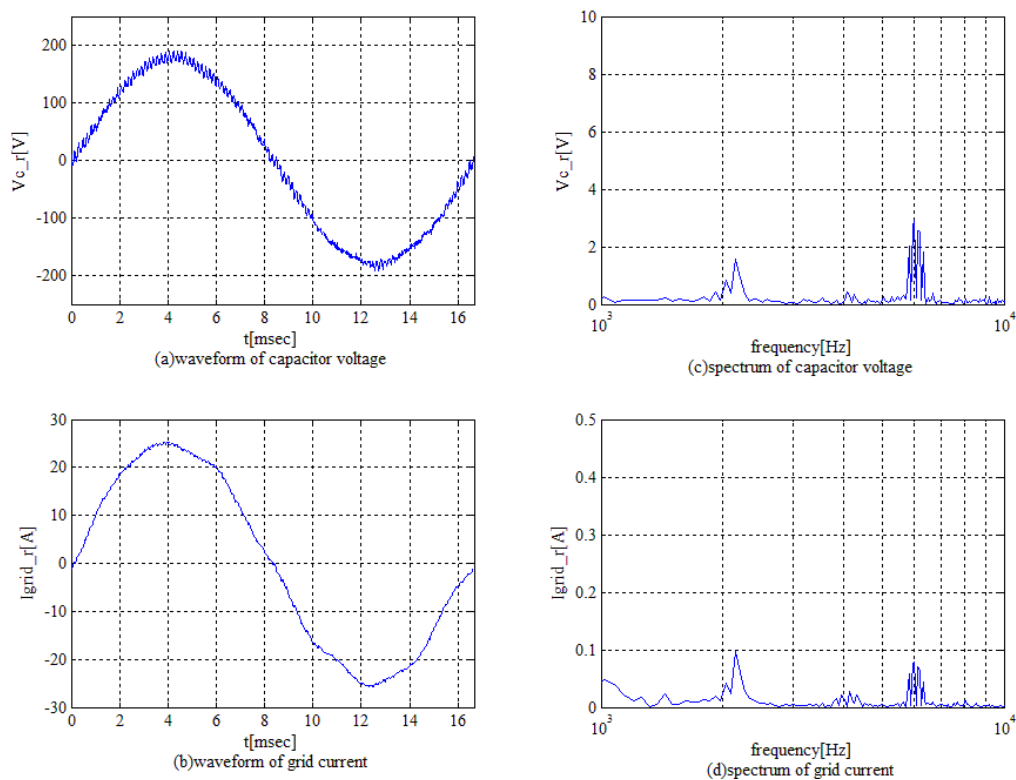 200
100
0
-100
-200
Vc_r[V]
0 2 4 6 8 10 12 14 16
t[msec]
(a)waveform of capacitor voltage
10
8
6
4
2
0
Vc_r[V]
10^3 10^4
frequency[Hz]
(c)spectrum of capacitor voltage
30
20
10
0
-10
-20
-30
Igrid_r[A]
0 2 4 6 8 10 12 14 16
t[msec]
(b)waveform of grid current
0.5
0.4
0.3
0.2
0.1
0
Igrid_r[A]
10^3 10^4
frequency[Hz]
(d)spectrum of grid current